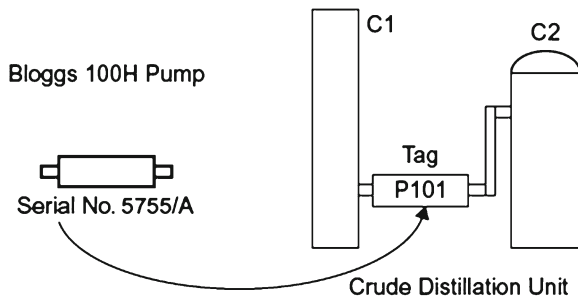 C1
C2
Bloggs 100H Pump
Tag
P101
Serial No. 5755/A
Crude Distillation Unit